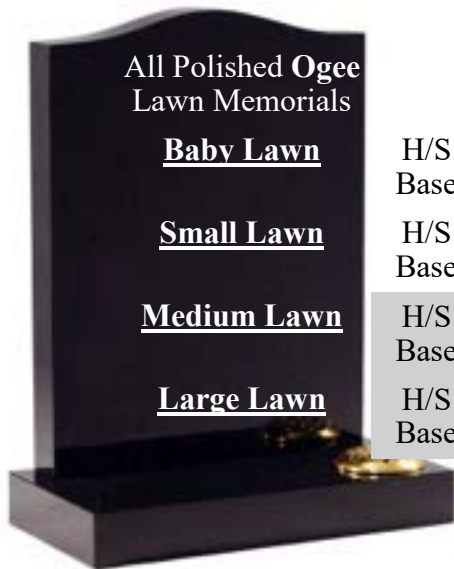 All Polished Ogee
Lawn Memorials
Baby Lawn H/S
Base
Small Lawn H/S
Base
Medium Lawn H/S
Base
Large Lawn H/S
Base